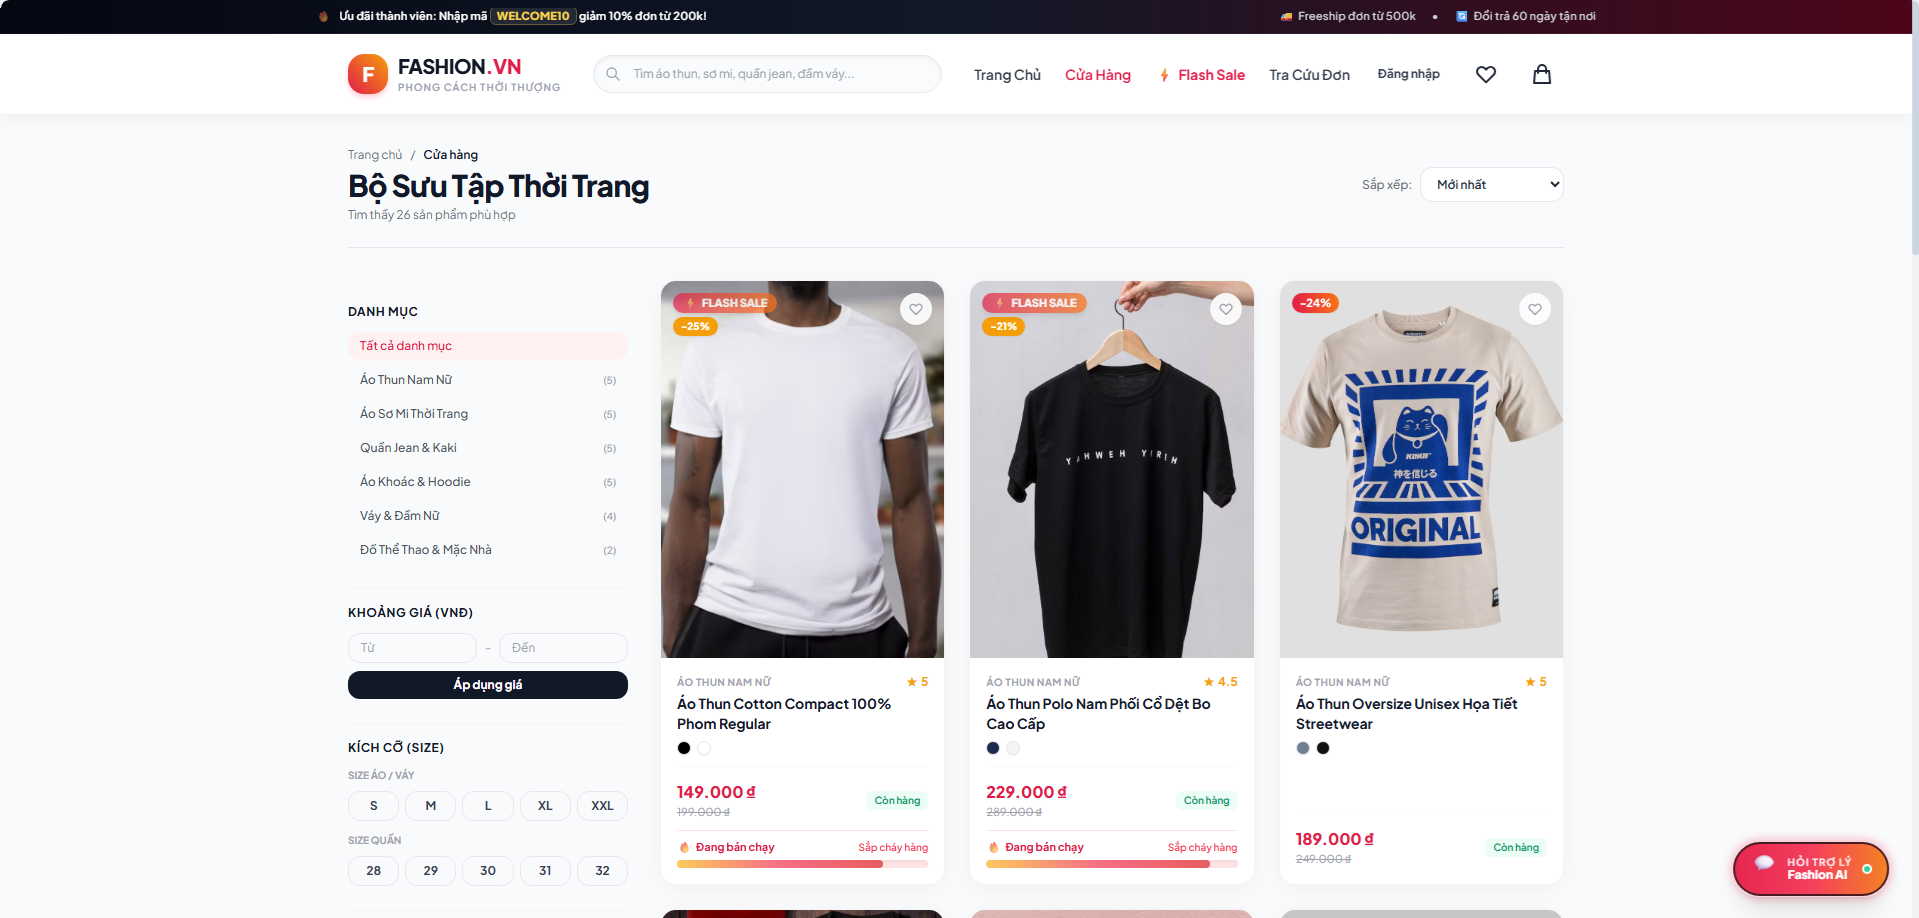 Ưu đãi thành viên: Nhập mã WELCOME10 giảm 10% đơn từ 200k!
Freeship đơn từ 500k • Đổi trả 60 ngày tận nơi
F
FASHION.VN
PHONG CÁCH THỜI THƯỢNG
Tìm áo thun, sơ mi, quần jean, đầm váy...
Trang Chủ
Cửa Hàng
Flash Sale
Tra Cứu Đơn
Đăng nhập
Trang chủ / Cửa hàng
Bộ Sưu Tập Thời Trang
Tìm thấy 26 sản phẩm phù hợp
Sắp xếp: Mới nhất
DANH MỤC
Tất cả danh mục
Áo Thun Nam Nữ (5)
Áo Sơ Mi Thời Trang (5)
Quần Jean & Kaki (5)
Áo Khoác & Hoodie (5)
Váy & Đầm Nữ (4)
Đồ Thể Thao & Mặc Nhà (2)
KHOẢNG GIÁ (VNĐ)
Từ - Đến
Áp dụng giá
KÍCH CỠ (SIZE)
SIZE ÁO / VÁY
S M L XL XXL
SIZE QUẦN
28 29 30 31 32
FLASH SALE
-25%
ÁO THUN NAM NỮ ★ 5
Áo Thun Cotton Compact 100%
Phom Regular
149.000 ₫
199.000 ₫
Còn hàng
Đang bán chạy Sắp cháy hàng
FLASH SALE
-21%
YAHWEH YIRIH
ÁO THUN NAM NỮ ★ 4.5
Áo Thun Polo Nam Phối Cổ Dệt Bo
Cao Cấp
229.000 ₫
289.000 ₫
Còn hàng
Đang bán chạy Sắp cháy hàng
-24%
KOKO
神を信じる
ORIGINAL
ÁO THUN NAM NỮ ★ 5
Áo Thun Oversize Unisex Họa Tiết
Streetwear
189.000 ₫
249.000 ₫
Còn hàng
HỎI TRỢ LÝ
Fashion AI